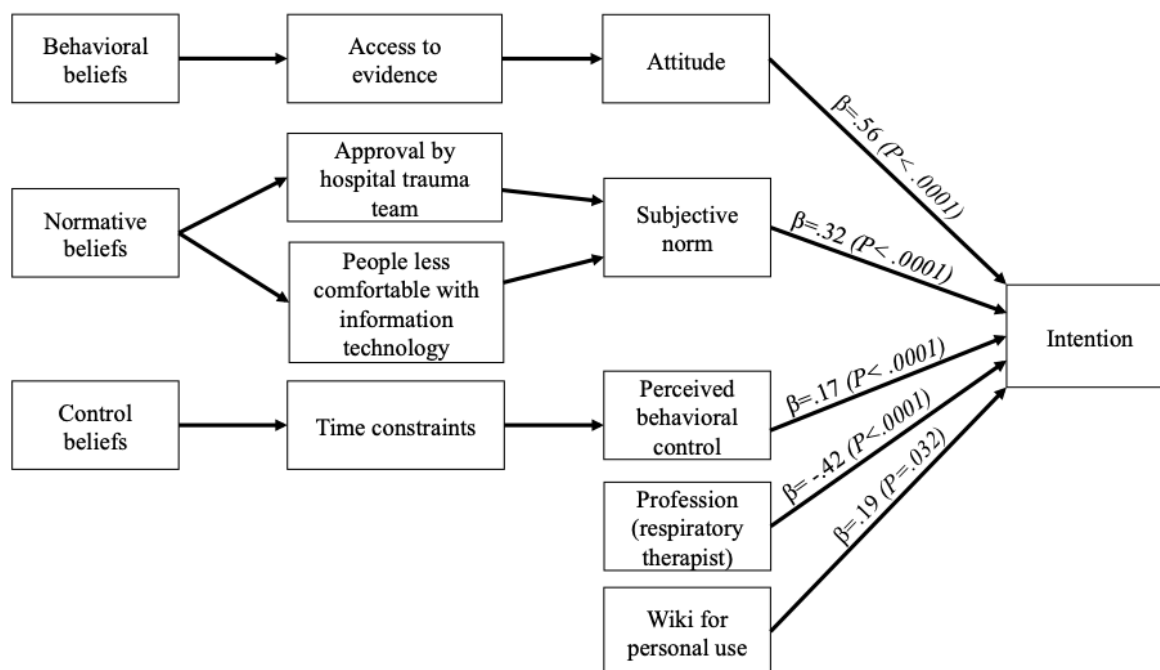 Behavioral
beliefs
Access to
evidence
Attitude
β=.56 (P< .0001)
Approval by
hospital trauma
team
Normative
beliefs
Subjective
norm
β=.32 (P< .0001)
People less
comfortable with
information
technology
Intention
Control
beliefs
Time constraints
Perceived
behavioral
control
β=.17 (P< .0001)
Profession
(respiratory
therapist)
β= -.42 (P<.0001)
Wiki for
personal use
β=.19 (P=.032)